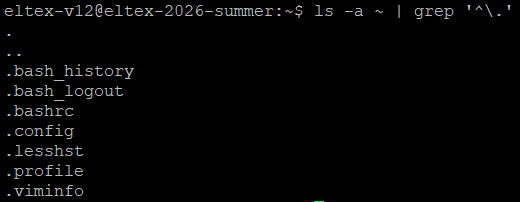 eltex-v12@eltex-2026-summer:~$ ls -a ~ | grep '^\.'
.
..
.bash_history
.bash_logout
.bashrc
.config
.lesshst
.profile
.viminfo